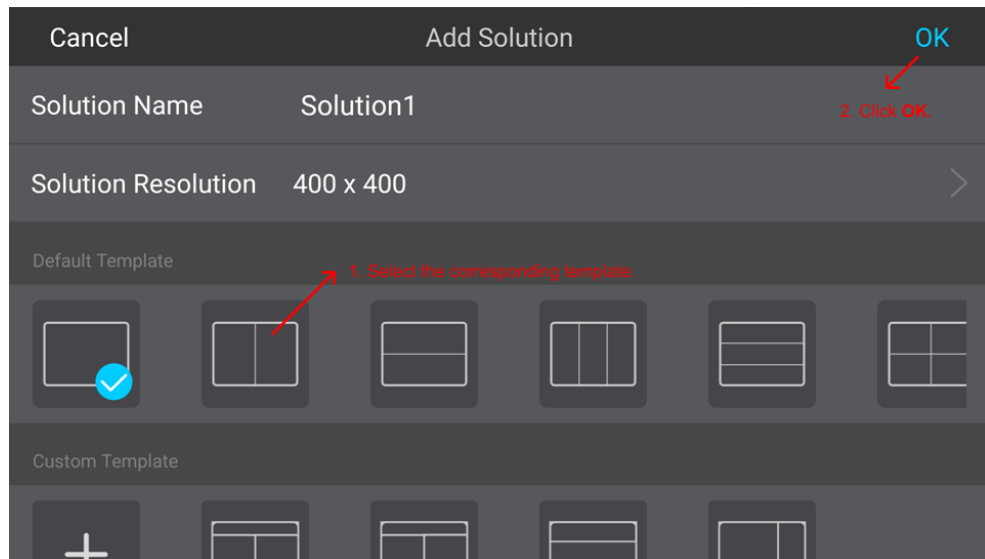 Cancel Add Solution OK
Solution Name Solution1
2. Click OK.
Solution Resolution 400 x 400
Default Template
1. Select the corresponding template.
Custom Template